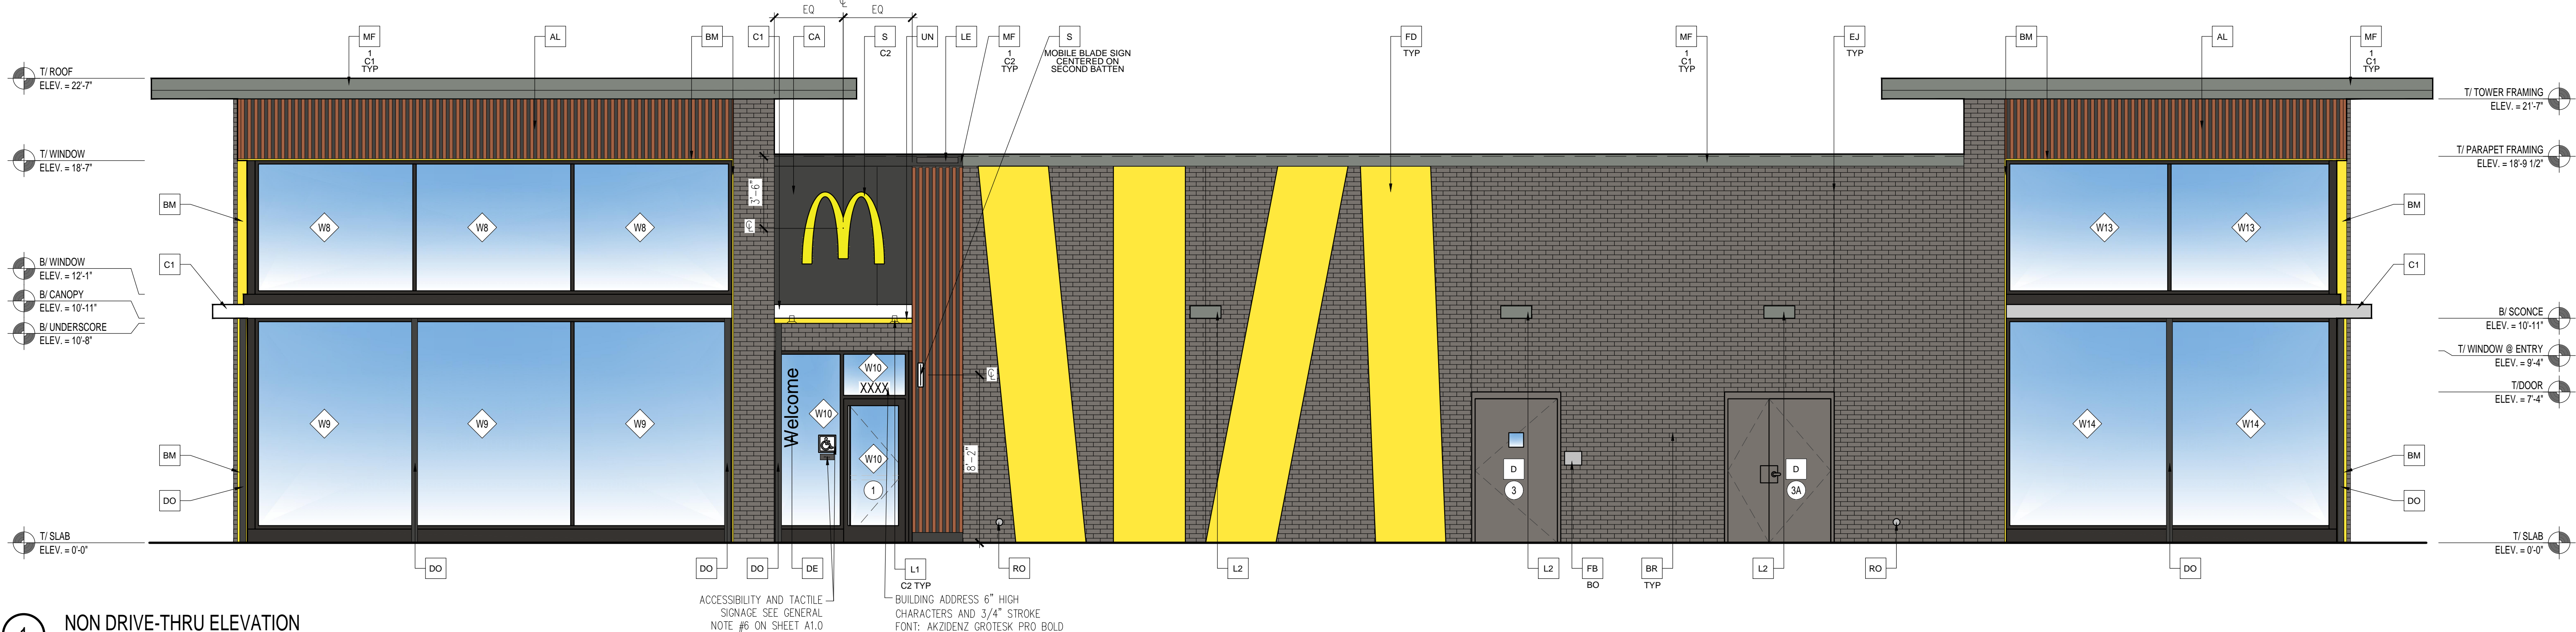 EQ
EQ
MF
1
C1
TYP
AL
BM
C1
CA
S
C2
UN
LE
MF
1
C2
TYP
S
MOBILE BLADE SIGN
CENTERED ON
SECOND BATTEN
FD
TYP
MF
1
C1
TYP
EJ
TYP
BM
AL
MF
1
C1
TYP
T/ ROOF
ELEV. = 22'-7"
T/ WINDOW
ELEV. = 18'-7"
BM
C1
B/ WINDOW
ELEV. = 12'-1"
B/ CANOPY
ELEV. = 10'-11"
B/ UNDERSCORE
ELEV. = 10'-8"
BM
DO
T/ SLAB
ELEV. = 0'-0"
W8
W8
W8
W9
W9
W9
3'-6"
Welcome
W10
W10
XXXX
W10
1
8'-2"
D
3
D
3A
W13
W13
W14
W14
T/ TOWER FRAMING
ELEV. = 21'-7"
T/ PARAPET FRAMING
ELEV. = 18'-9 1/2"
BM
C1
B/ SCONCE
ELEV. = 10'-11"
T/ WINDOW @ ENTRY
ELEV. = 9'-4"
T/DOOR
ELEV. = 7'-4"
BM
DO
T/ SLAB
ELEV. = 0'-0"
DO
DO
DO
DE
L1
C2 TYP
RO
L2
L2
FB
BO
BR
TYP
L2
RO
DO
ACCESSIBILITY AND TACTILE
SIGNAGE SEE GENERAL
NOTE #6 ON SHEET A1.0
BUILDING ADDRESS 6" HIGH
CHARACTERS AND 3/4" STROKE
FONT: AKZIDENZ GROTESK PRO BOLD
1
NON DRIVE-THRU ELEVATION